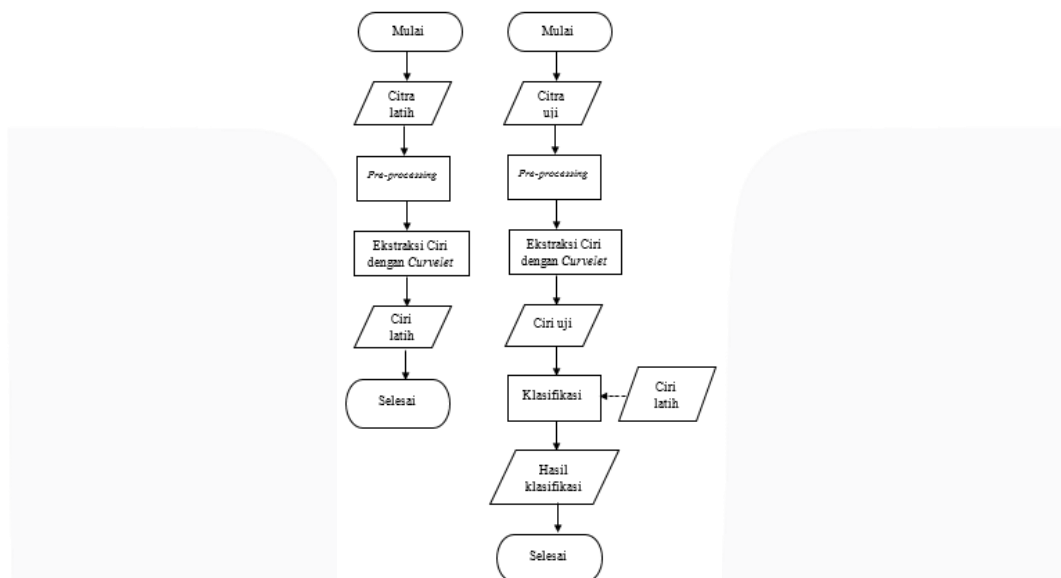 Mulai
Citra
latih
Pre-processing
Ekstraksi Ciri
dengan Curvelet
Ciri
latih
Selesai
Mulai
Citra
uji
Pre-processing
Ekstraksi Ciri
dengan Curvelet
Ciri uji
Klasifikasi
Ciri
latih
Hasil
klasifikasi
Selesai